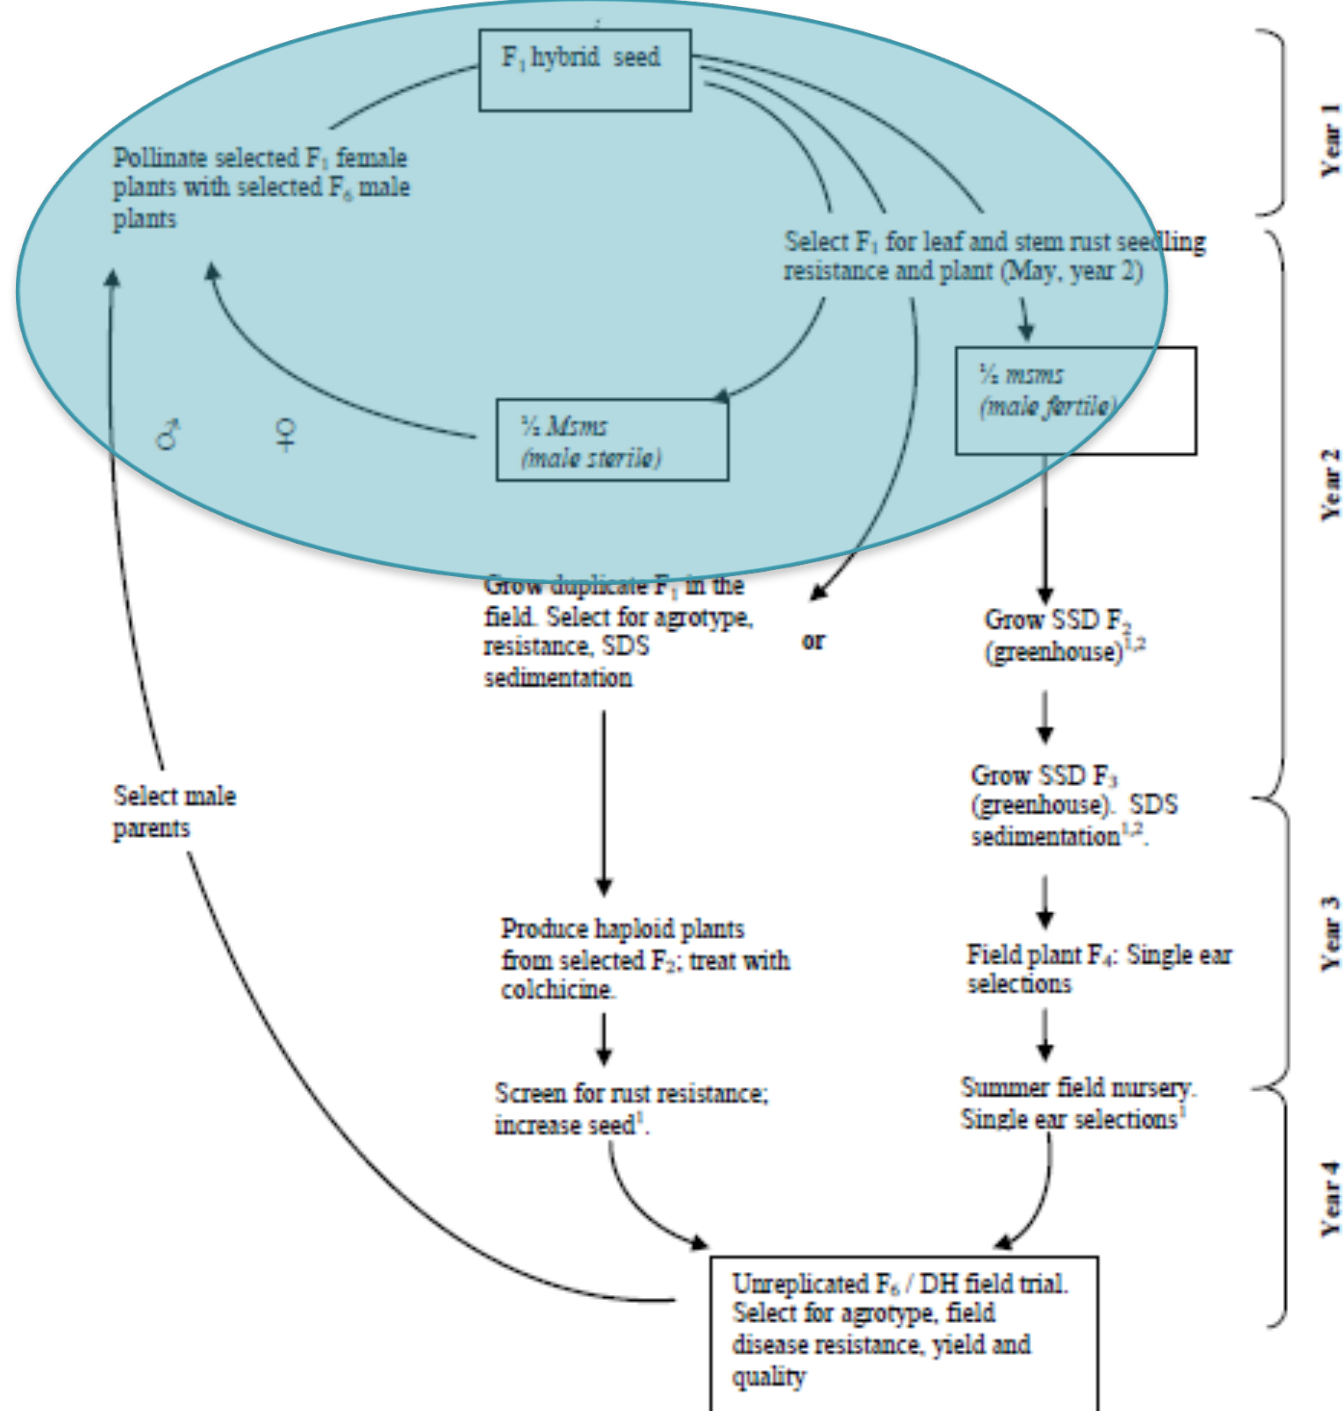 F₁ hybrid seed
Pollinate selected F₁ female
plants with selected F₆ male
plants
Select F₁ for leaf and stem rust seedling
resistance and plant (May, year 2)
½ msms
(male fertile)
½ Msms
(male sterile)
♂ ♀
Grow duplicate F₁ in the
field. Select for agrotype,
resistance, SDS
sedimentation
or
Grow SSD F₂
(greenhouse)¹,²
Grow SSD F₃
(greenhouse). SDS
sedimentation¹,².
Select male
parents
Produce haploid plants
from selected F₂; treat with
colchicine.
Field plant F₄: Single ear
selections
Screen for rust resistance;
increase seed¹.
Summer field nursery.
Single ear selections¹
Unreplicated F₆ / DH field trial.
Select for agrotype, field
disease resistance, yield and
quality
Year 1
Year 2
Year 3
Year 4